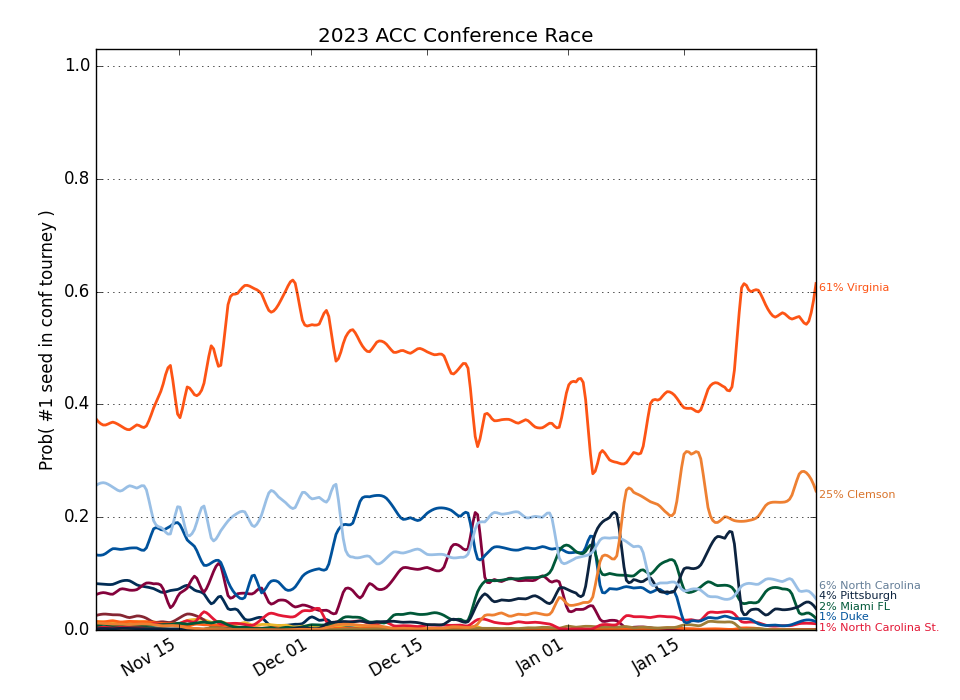 2023 ACC Conference Race
Prob( #1 seed in conf tourney )
1.0
0.8
0.6
0.4
0.2
0.0
Nov 15
Dec 01
Dec 15
Jan 01
Jan 15
61% Virginia
25% Clemson
6% North Carolina
4% Pittsburgh
2% Miami FL
1% Duke
1% North Carolina St.